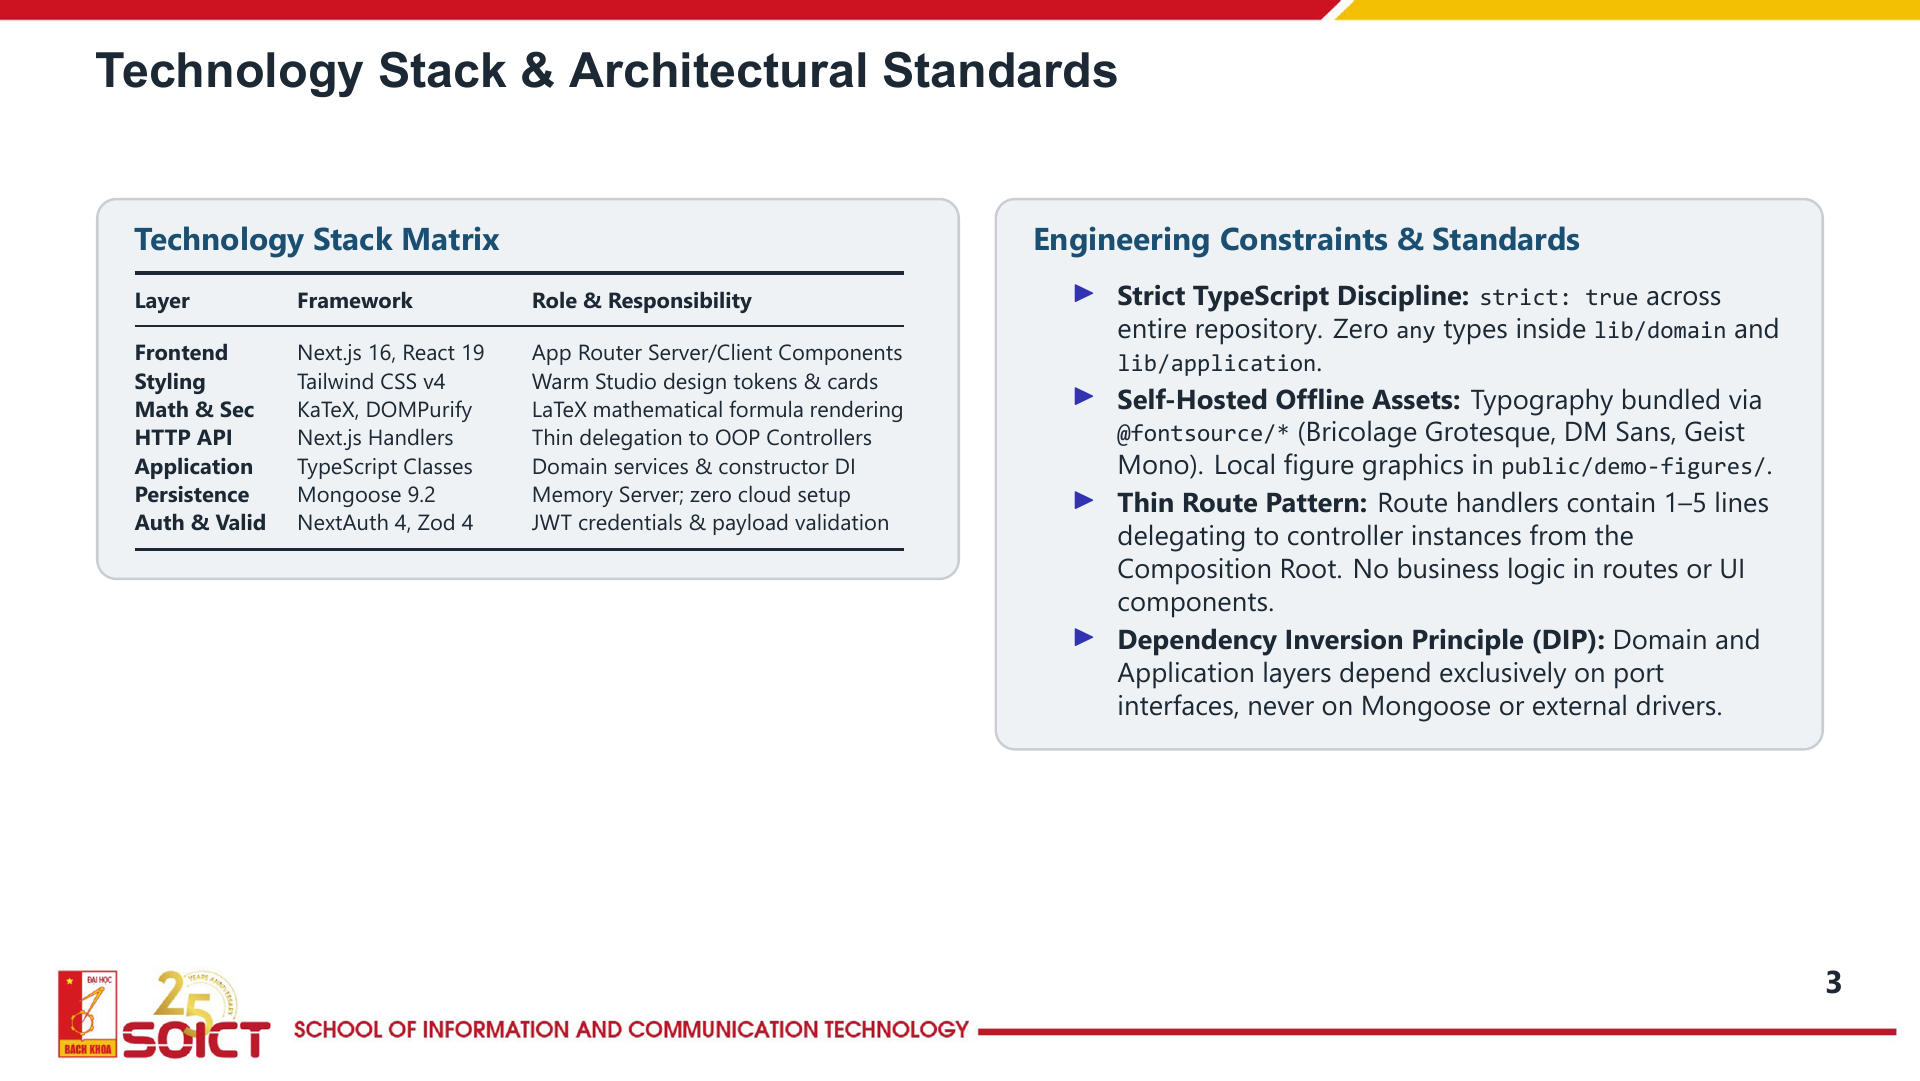 Technology Stack & Architectural Standards
Technology Stack Matrix
Layer Framework Role & Responsibility
Frontend Next.js 16, React 19 App Router Server/Client Components
Styling Tailwind CSS v4 Warm Studio design tokens & cards
Math & Sec KaTeX, DOMPurify LaTeX mathematical formula rendering
HTTP API Next.js Handlers Thin delegation to OOP Controllers
Application TypeScript Classes Domain services & constructor DI
Persistence Mongoose 9.2 Memory Server; zero cloud setup
Auth & Valid NextAuth 4, Zod 4 JWT credentials & payload validation
Engineering Constraints & Standards
Strict TypeScript Discipline: strict: true across
entire repository. Zero any types inside lib/domain and
lib/application.
Self-Hosted Offline Assets: Typography bundled via
@fontsource/* (Bricolage Grotesque, DM Sans, Geist
Mono). Local figure graphics in public/demo-figures/.
Thin Route Pattern: Route handlers contain 1–5 lines
delegating to controller instances from the
Composition Root. No business logic in routes or UI
components.
Dependency Inversion Principle (DIP): Domain and
Application layers depend exclusively on port
interfaces, never on Mongoose or external drivers.
3
ĐẠI HỌC
BÁCH KHOA
25
YEARS ANNIVERSARY
SOICT
SCHOOL OF INFORMATION AND COMMUNICATION TECHNOLOGY